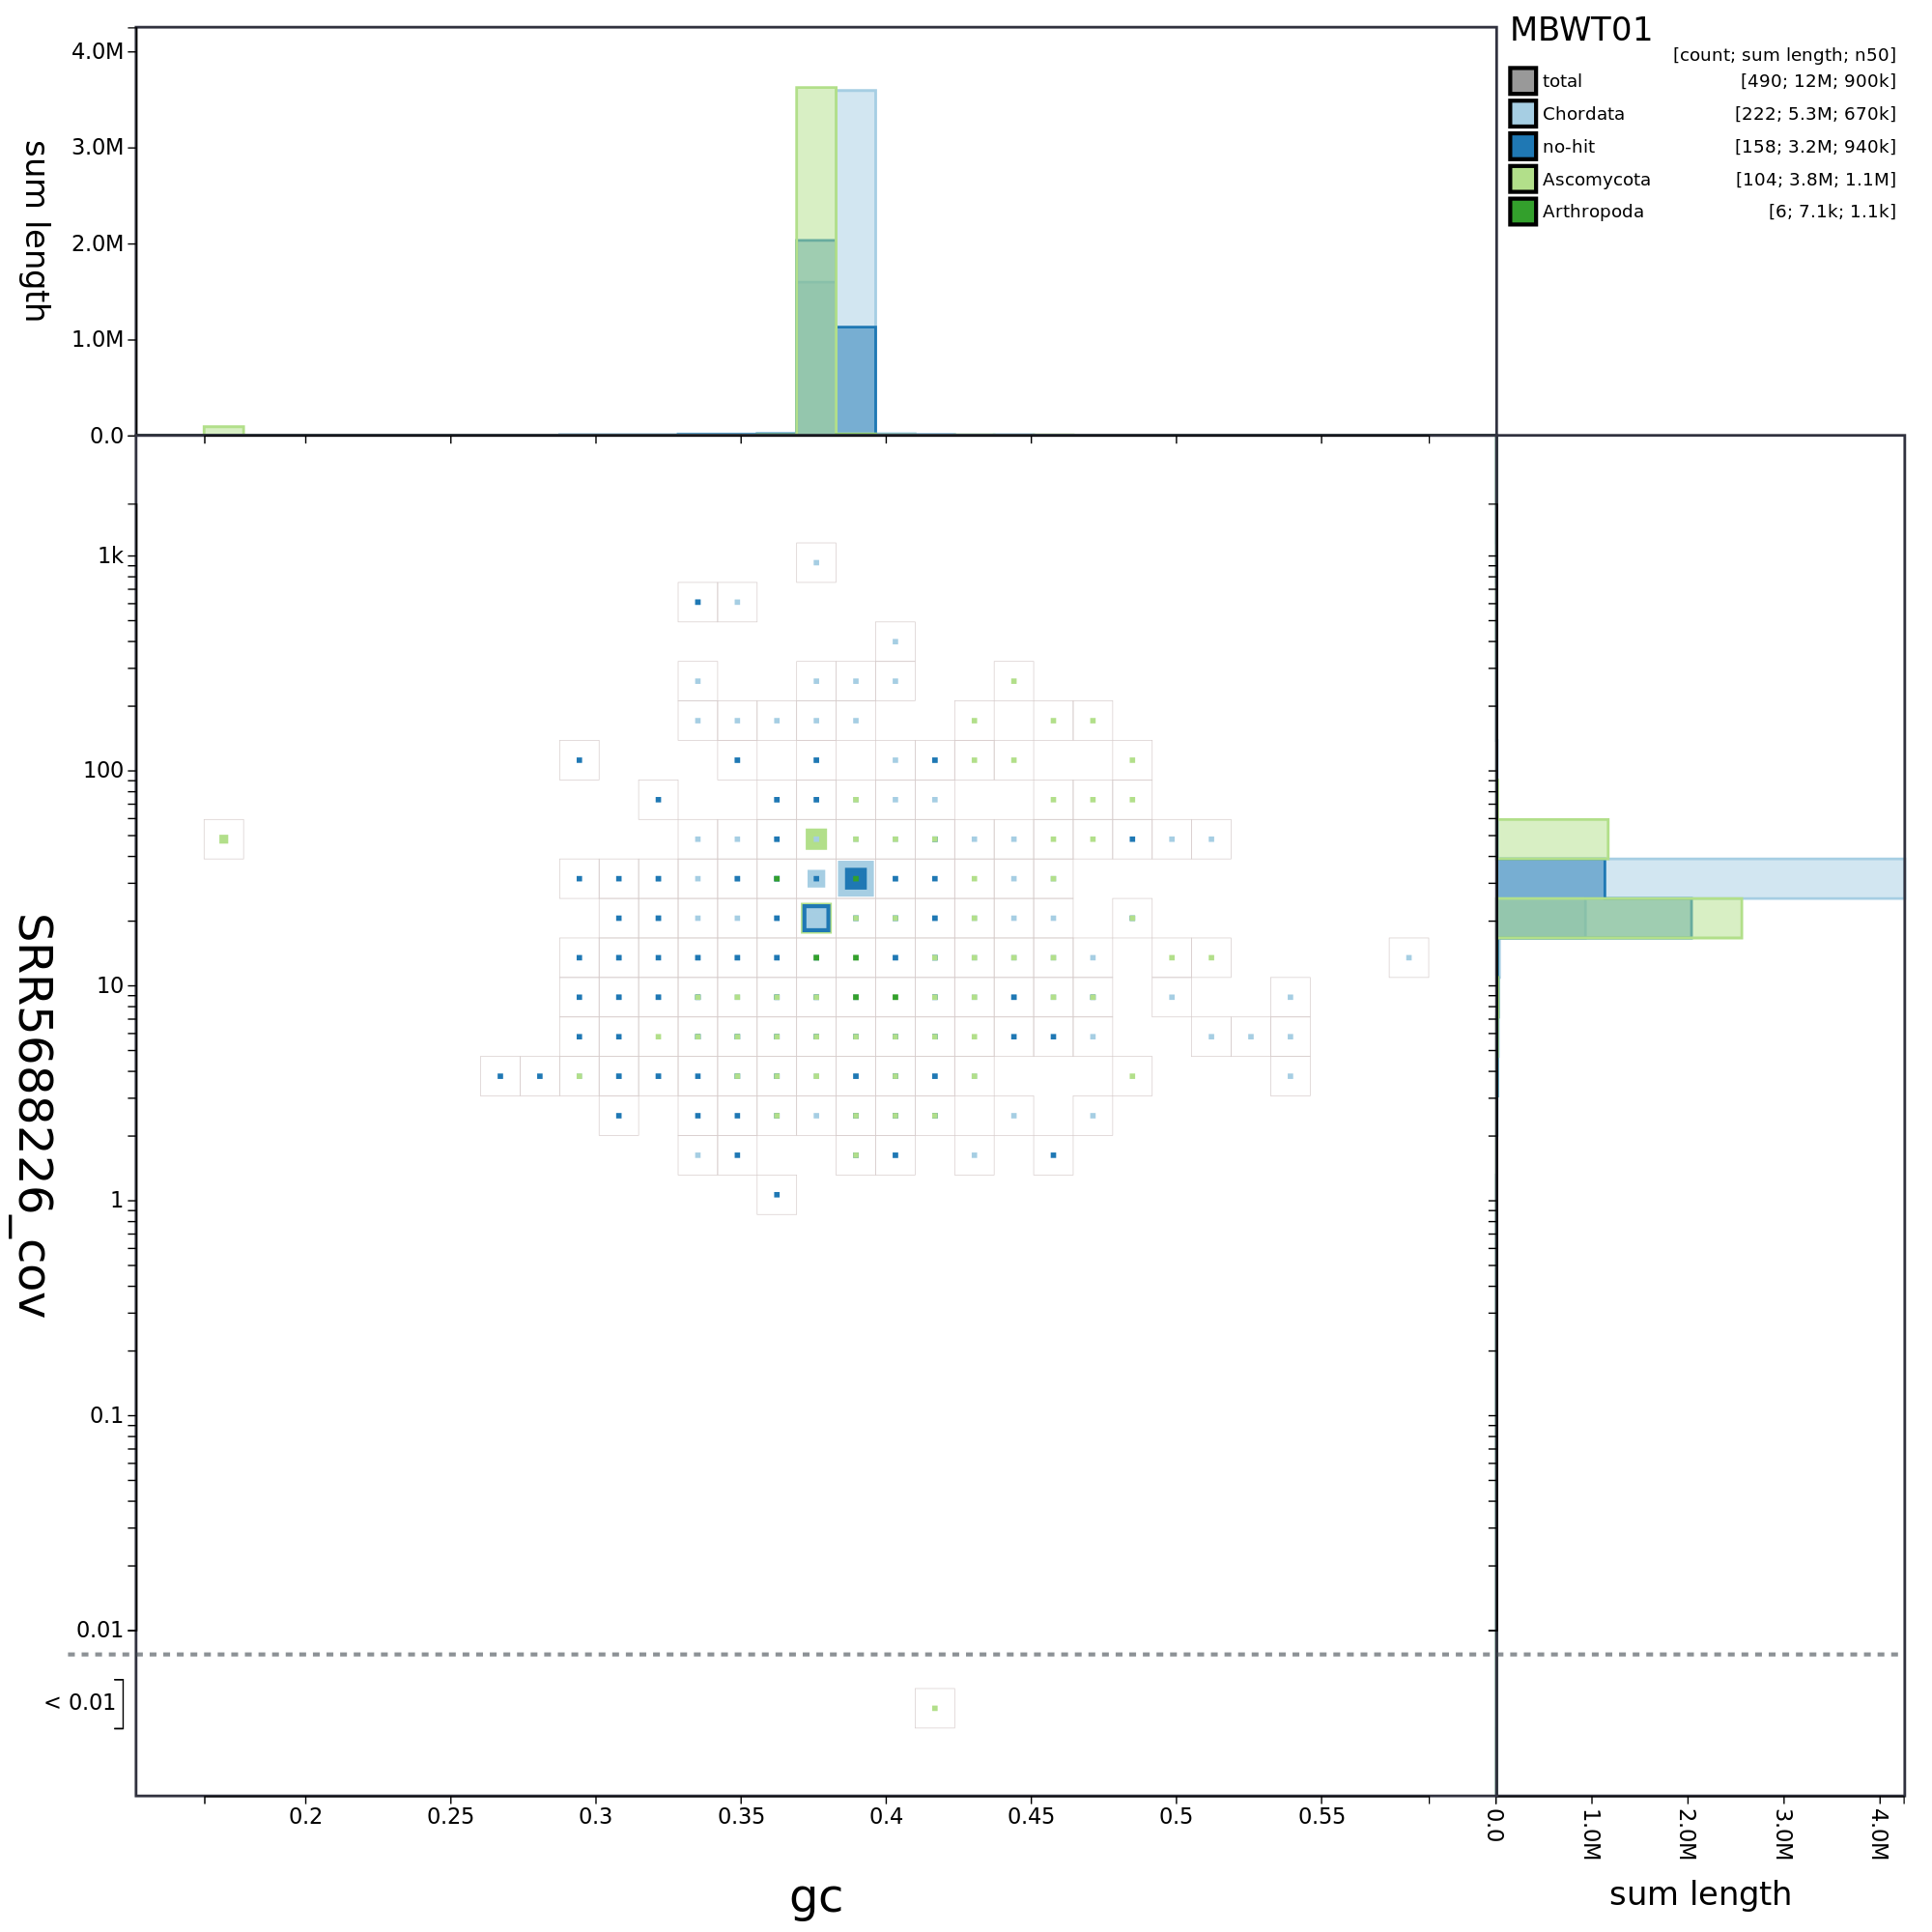 MBWT01
[count; sum length; n50]
total [490; 12M; 900k]
Chordata [222; 5.3M; 670k]
no-hit [158; 3.2M; 940k]
Ascomycota [104; 3.8M; 1.1M]
Arthropoda [6; 7.1k; 1.1k]
sum length
4.0M
3.0M
2.0M
1.0M
0.0
SRR5688226_cov
1k
100
10
1
0.1
0.01
< 0.01
0.2 0.25 0.3 0.35 0.4 0.45 0.5 0.55
gc
0.0 1.0M 2.0M 3.0M 4.0M
sum length